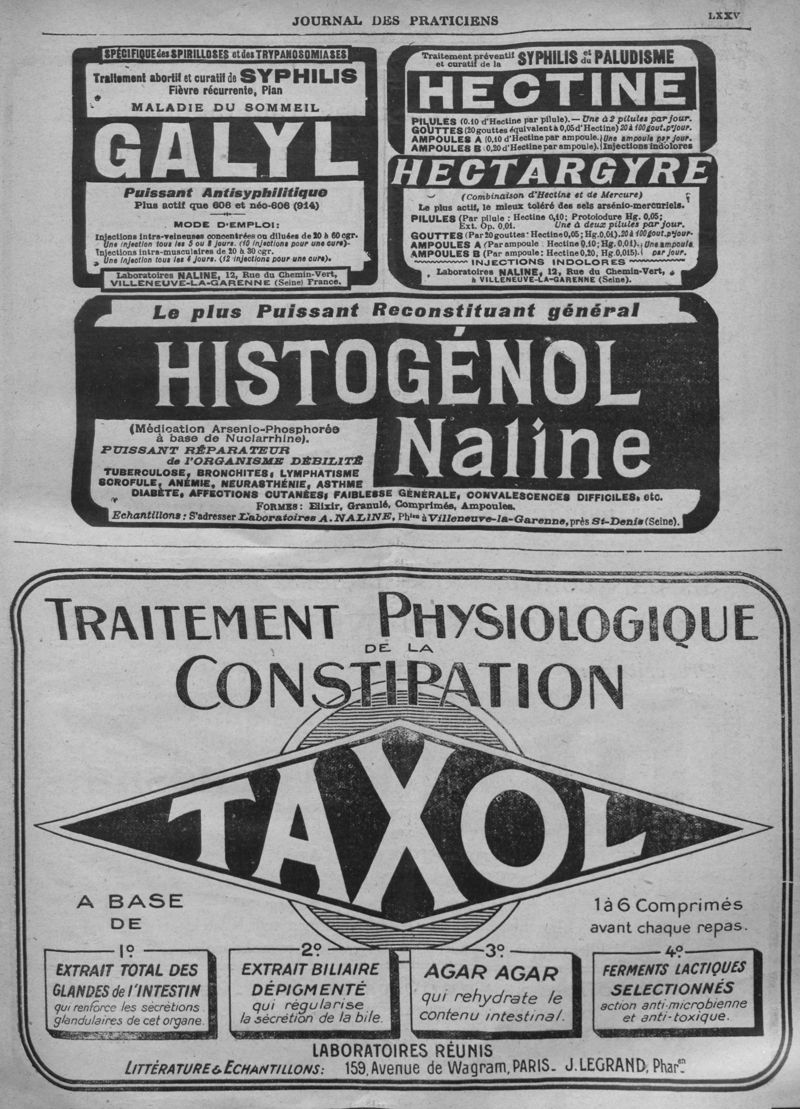 JOURNAL DES PRATICIENS
LXXV
SPÉCIFIQUE des SPIRILLOSES et des TRYPANOSOMIASES
Traitement abortif et curatif de SYPHILIS
Fièvre récurrente, Pian
MALADIE DU SOMMEIL
GALYL
Puissant Antisyphilitique
Plus actif que 606 et néo-606 (914)
MODE D'EMPLOI:
Injections intra-veineuses concentrées ou diluées de 20 à 60 cgr.
Une injection tous les 5 ou 8 jours. (10 injections pour une cure).
Injections intra-musculaires de 20 à 30 cgr.
Une injection tous les 4 jours. (12 injections pour une cure).
Laboratoires NALINE, 12, Rue du Chemin-Vert,
VILLENEUVE-LA-GARENNE (Seine) France.
Traitement préventif et curatif de la SYPHILIS et du PALUDISME
HECTINE
PILULES (0.10 d'Hectine par pilule). — Une à 2 pilules par jour.
GOUTTES (20 gouttes équivalent à 0,05 d'Hectine) 20 à 100 gout. pr jour.
AMPOULES A (0,10 d'Hectine par ampoule). Une ampoule par jour.
AMPOULES B (0,20 d'Hectine par ampoule). Injections indolores
HECTARGYRE
(Combinaison d'Hectine et de Mercure)
Le plus actif, le mieux toléré des sels arsénio-mercuriels.
PILULES (Par pilule : Hectine 0,10; Protoiodure Hg. 0,05;
Ext. Op. 0,01. Une à deux pilules par jour.
GOUTTES (Par 20 gouttes: Hectine 0,05; Hg. 0,01). 20 à 100 gout. pr jour.
AMPOULES A (Par ampoule : Hectine 0,10; Hg. 0,01). Une ampoule
AMPOULES B (Par ampoule: Hectine 0,20, Hg. 0,015). par jour.
INJECTIONS INDOLORES
Laboratoires NALINE, 12, Rue du Chemin-Vert,
à VILLENEUVE-LA-GARENNE (Seine).
Le plus Puissant Reconstituant général
HISTOGÉNOL
Naline
(Médication Arsenio-Phosphorée
à base de Nuclarrhine).
PUISSANT RÉPARATEUR
de l'ORGANISME DÉBILITÉ
TUBERCULOSE, BRONCHITES, LYMPHATISME
SCROFULE, ANÉMIE, NEURASTHÉNIE, ASTHME
DIABÈTE, AFFECTIONS CUTANÉES, FAIBLESSE GÉNÉRALE, CONVALESCENCES DIFFICILES, etc.
FORMES: Elixir, Granulé, Comprimés, Ampoules.
Echantillons: S'adresser Laboratoires A. NALINE, Phien à Villeneuve-la-Garenne, près St-Denis (Seine).
TRAITEMENT PHYSIOLOGIQUE
DE LA
CONSTIPATION
TAXOL
A BASE
DE
1 à 6 Comprimés
avant chaque repas.
1º
EXTRAIT TOTAL DES
GLANDES de l'INTESTIN
qui renforce les sécrétions
glandulaires de cet organe.
2º
EXTRAIT BILIAIRE
DÉPIGMENTÉ
qui régularise
la sécrétion de la bile.
3º
AGAR AGAR
qui rehydrate le
contenu intestinal.
4º
FERMENTS LACTIQUES
SELECTIONNÉS
action anti-microbienne
et anti-toxique.
LABORATOIRES RÉUNIS
LITTÉRATURE & ECHANTILLONS: 159, Avenue de Wagram, PARIS_ J. LEGRAND, Pharen